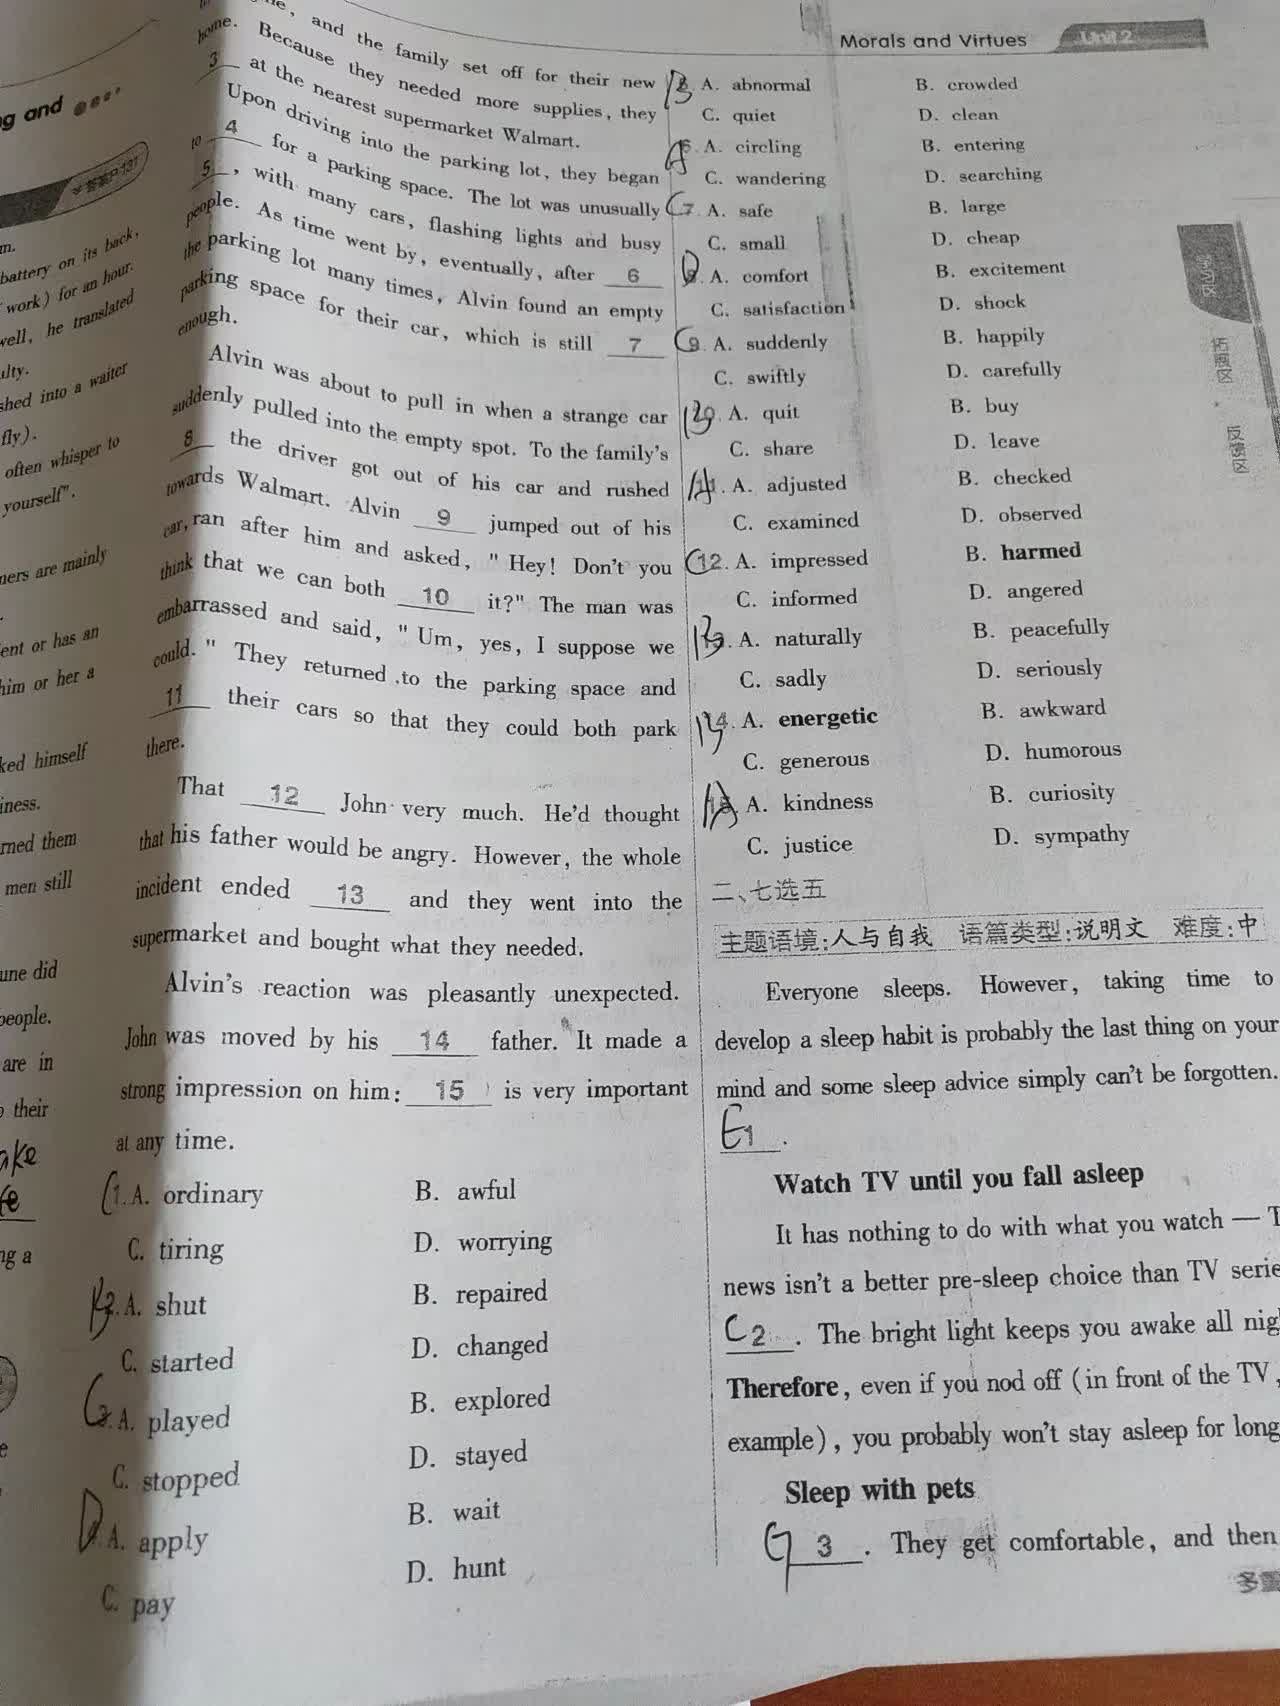 Morals and Virtues Unit 2
g and
答案P 131
m.
battery on its back,
work) for an hour.
well, he translated
ulty.
shed into a waiter
fly).
often whisper to
yourself".
ners are mainly
ent or has an
him or her a
ked himself
iness.
rned them
men still
une did
people.
are in
their
ake
ng a
, and the family set off for their new
home. Because they needed more supplies, they
3 at the nearest supermarket Walmart.
Upon driving into the parking lot, they began
to 4 for a parking space. The lot was unusually
5, with many cars, flashing lights and busy
people. As time went by, eventually, after 6
the parking lot many times, Alvin found an empty
parking space for their car, which is still 7
enough.
Alvin was about to pull in when a strange car
suddenly pulled into the empty spot. To the family's
8 the driver got out of his car and rushed
towards Walmart. Alvin 9 jumped out of his
car, ran after him and asked, "Hey! Don't you
think that we can both 10 it?" The man was
embarrassed and said, "Um, yes, I suppose we
could." They returned to the parking space and
11 their cars so that they could both park
there.
That 12 John very much. He'd thought
that his father would be angry. However, the whole
incident ended 13 and they went into the
supermarket and bought what they needed.
Alvin's reaction was pleasantly unexpected.
John was moved by his 14 father. It made a
strong impression on him: 15 is very important
at any time.
C 1. A. ordinary B. awful
C. tiring D. worrying
B 2. A. shut B. repaired
C. started D. changed
C 3. A. played B. explored
C. stopped D. stayed
D A. apply B. wait
C. pay D. hunt
B 5. A. abnormal B. crowded
C. quiet D. clean
A 6. A. circling B. entering
C. wandering D. searching
C 7. A. safe B. large
C. small D. cheap
D 8. A. comfort B. excitement
C. satisfaction D. shock
C 9. A. suddenly B. happily
C. swiftly D. carefully
A. quit B. buy
C. share D. leave
A. adjusted B. checked
C. examined D. observed
C 12. A. impressed B. harmed
C. informed D. angered
A. naturally B. peacefully
C. sadly D. seriously
14. A. energetic B. awkward
C. generous D. humorous
A. kindness B. curiosity
C. justice D. sympathy
二、七选五
主题语境:人与自我 语篇类型:说明文 难度:中
Everyone sleeps. However, taking time to
develop a sleep habit is probably the last thing on your
mind and some sleep advice simply can't be forgotten.
E 1.
Watch TV until you fall asleep
It has nothing to do with what you watch — T
news isn't a better pre-sleep choice than TV serie
C 2. The bright light keeps you awake all nig
Therefore, even if you nod off (in front of the TV,
example), you probably won't stay asleep for long
Sleep with pets
G 3. They get comfortable, and then
拓展区 · 反馈区